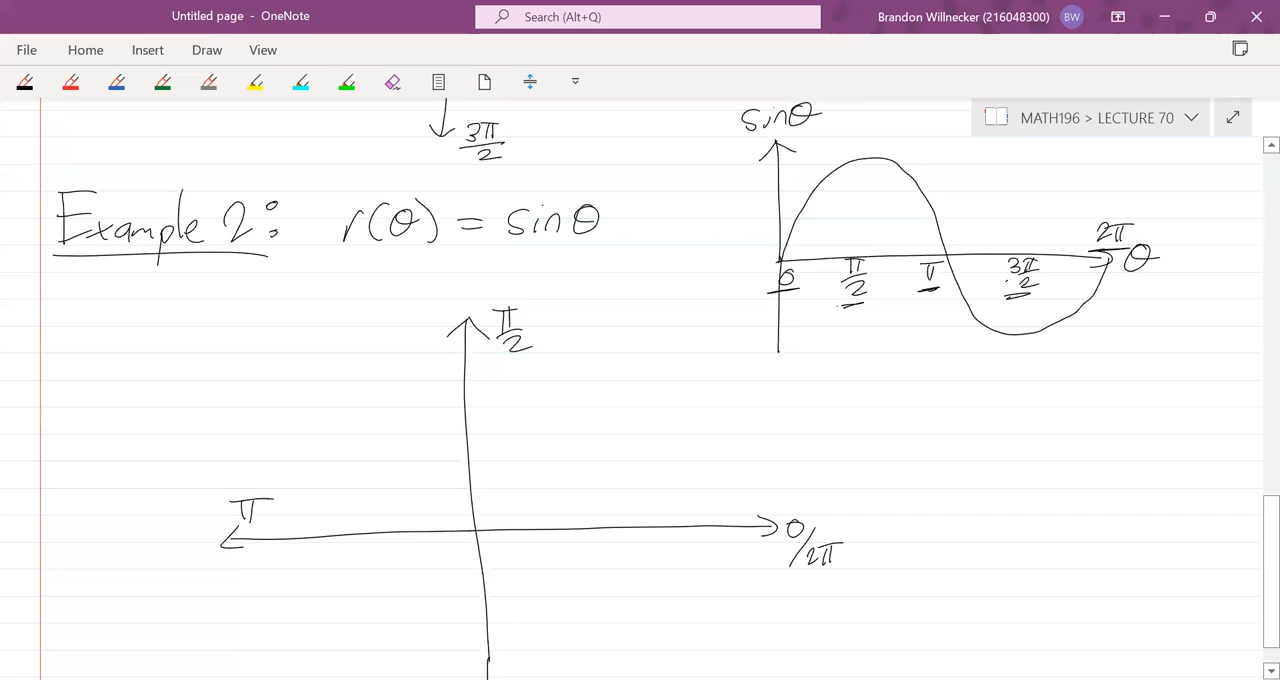 Untitled page - OneNote
Search (Alt+Q)
Brandon Willnecker (216048300)
BW
File
Home
Insert
Draw
View
MATH196 > LECTURE 70
3π/2
sinθ
Example 2: r(θ) = sinθ
2π
θ
0
π/2
π
3π/2
π/2
π
0/2π